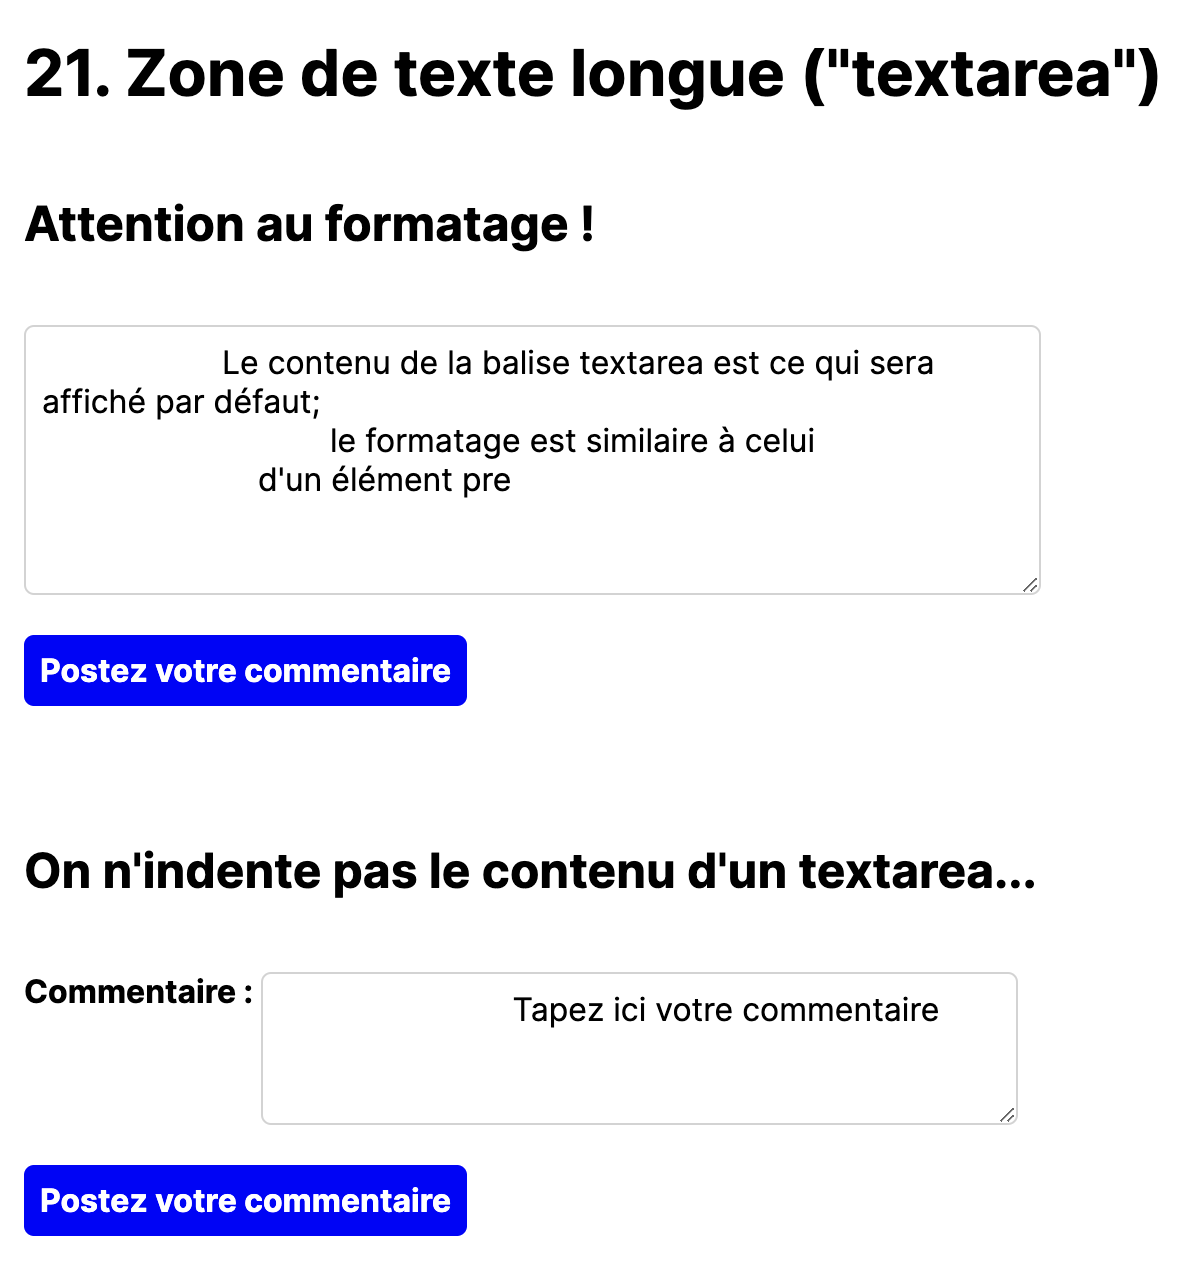 21. Zone de texte longue ("textarea")
Attention au formatage !
Le contenu de la balise textarea est ce qui sera
affiché par défaut;
le formatage est similaire à celui
d'un élément pre
Postez votre commentaire
On n'indente pas le contenu d'un textarea...
Commentaire : Tapez ici votre commentaire
Postez votre commentaire